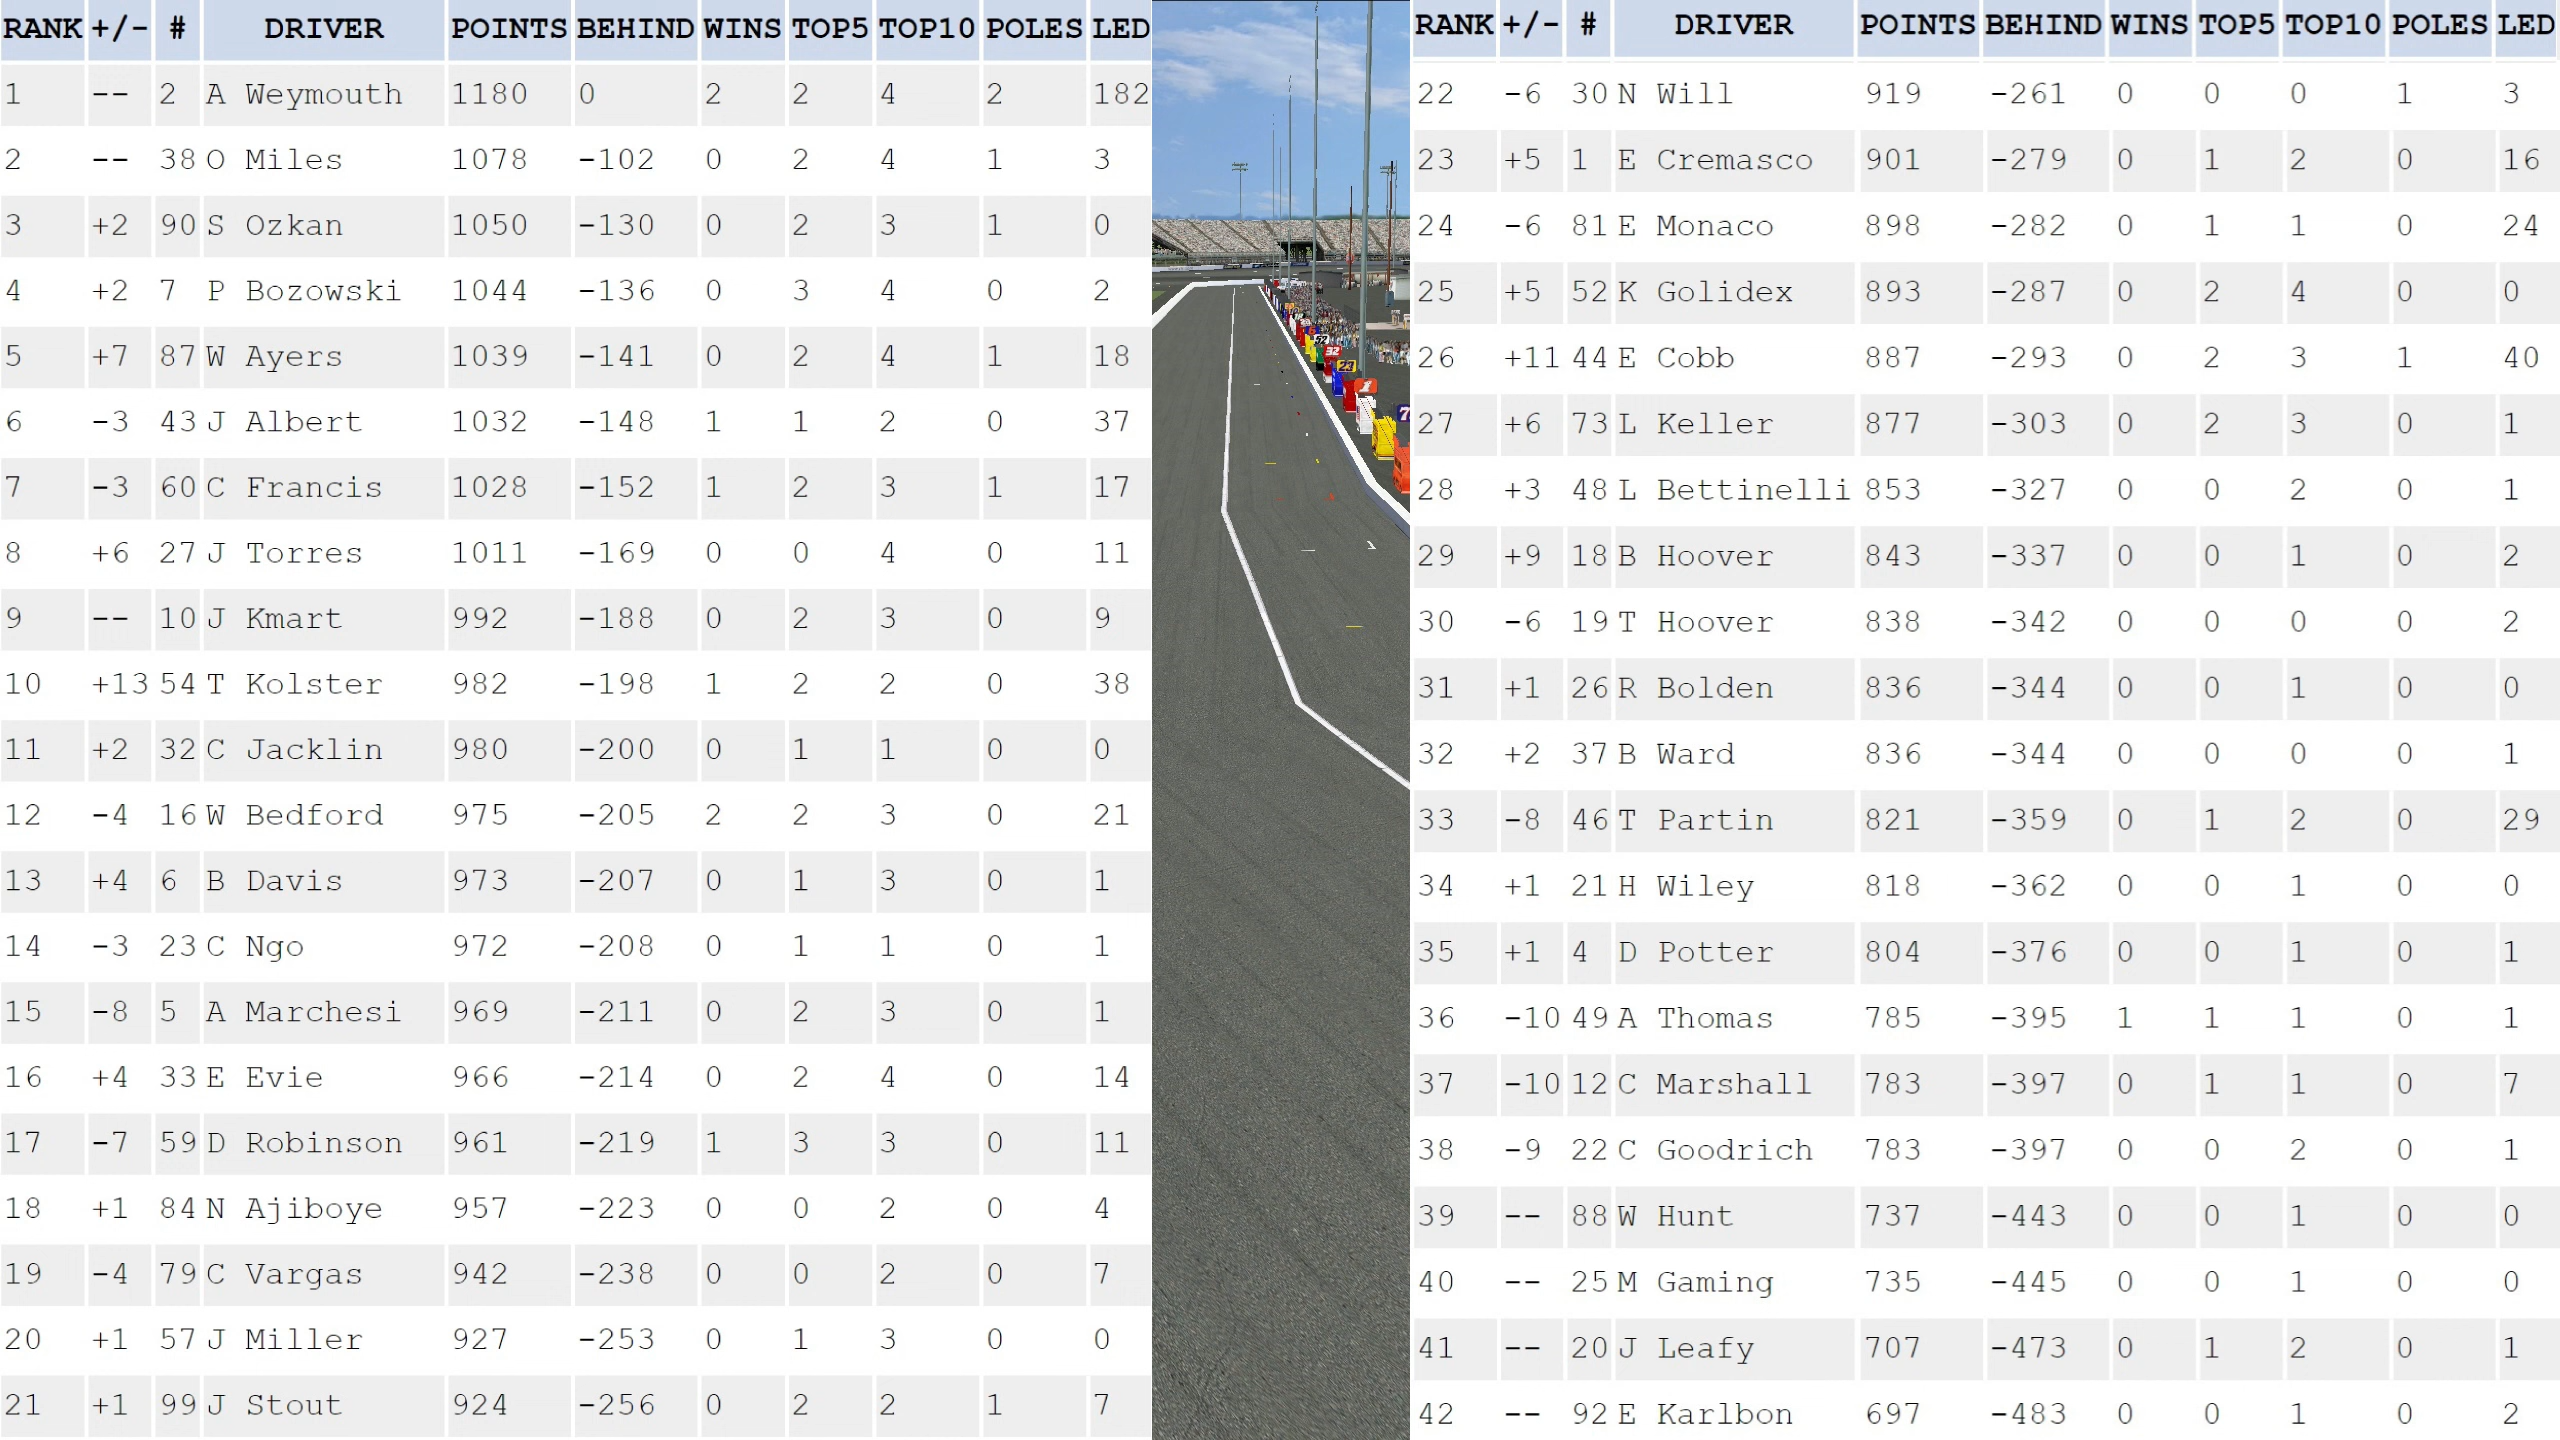 RANK +/- # DRIVER POINTS BEHIND WINS TOP5 TOP10 POLES LED
1 -- 2 A Weymouth 1180 0 2 2 4 2 182
2 -- 38 O Miles 1078 -102 0 2 4 1 3
3 +2 90 S Ozkan 1050 -130 0 2 3 1 0
4 +2 7 P Bozowski 1044 -136 0 3 4 0 2
5 +7 87 W Ayers 1039 -141 0 2 4 1 18
6 -3 43 J Albert 1032 -148 1 1 2 0 37
7 -3 60 C Francis 1028 -152 1 2 3 1 17
8 +6 27 J Torres 1011 -169 0 0 4 0 11
9 -- 10 J Kmart 992 -188 0 2 3 0 9
10 +13 54 T Kolster 982 -198 1 2 2 0 38
11 +2 32 C Jacklin 980 -200 0 1 1 0 0
12 -4 16 W Bedford 975 -205 2 2 3 0 21
13 +4 6 B Davis 973 -207 0 1 3 0 1
14 -3 23 C Ngo 972 -208 0 1 1 0 1
15 -8 5 A Marchesi 969 -211 0 2 3 0 1
16 +4 33 E Evie 966 -214 0 2 4 0 14
17 -7 59 D Robinson 961 -219 1 3 3 0 11
18 +1 84 N Ajiboye 957 -223 0 0 2 0 4
19 -4 79 C Vargas 942 -238 0 0 2 0 7
20 +1 57 J Miller 927 -253 0 1 3 0 0
21 +1 99 J Stout 924 -256 0 2 2 1 7
52
32
23
1
RANK +/- # DRIVER POINTS BEHIND WINS TOP5 TOP10 POLES LED
22 -6 30 N Will 919 -261 0 0 0 1 3
23 +5 1 E Cremasco 901 -279 0 1 2 0 16
24 -6 81 E Monaco 898 -282 0 1 1 0 24
25 +5 52 K Golidex 893 -287 0 2 4 0 0
26 +11 44 E Cobb 887 -293 0 2 3 1 40
27 +6 73 L Keller 877 -303 0 2 3 0 1
28 +3 48 L Bettinelli 853 -327 0 0 2 0 1
29 +9 18 B Hoover 843 -337 0 0 1 0 2
30 -6 19 T Hoover 838 -342 0 0 0 0 2
31 +1 26 R Bolden 836 -344 0 0 1 0 0
32 +2 37 B Ward 836 -344 0 0 0 0 1
33 -8 46 T Partin 821 -359 0 1 2 0 29
34 +1 21 H Wiley 818 -362 0 0 1 0 0
35 +1 4 D Potter 804 -376 0 0 1 0 1
36 -10 49 A Thomas 785 -395 1 1 1 0 1
37 -10 12 C Marshall 783 -397 0 1 1 0 7
38 -9 22 C Goodrich 783 -397 0 0 2 0 1
39 -- 88 W Hunt 737 -443 0 0 1 0 0
40 -- 25 M Gaming 735 -445 0 0 1 0 0
41 -- 20 J Leafy 707 -473 0 1 2 0 1
42 -- 92 E Karlbon 697 -483 0 0 1 0 2